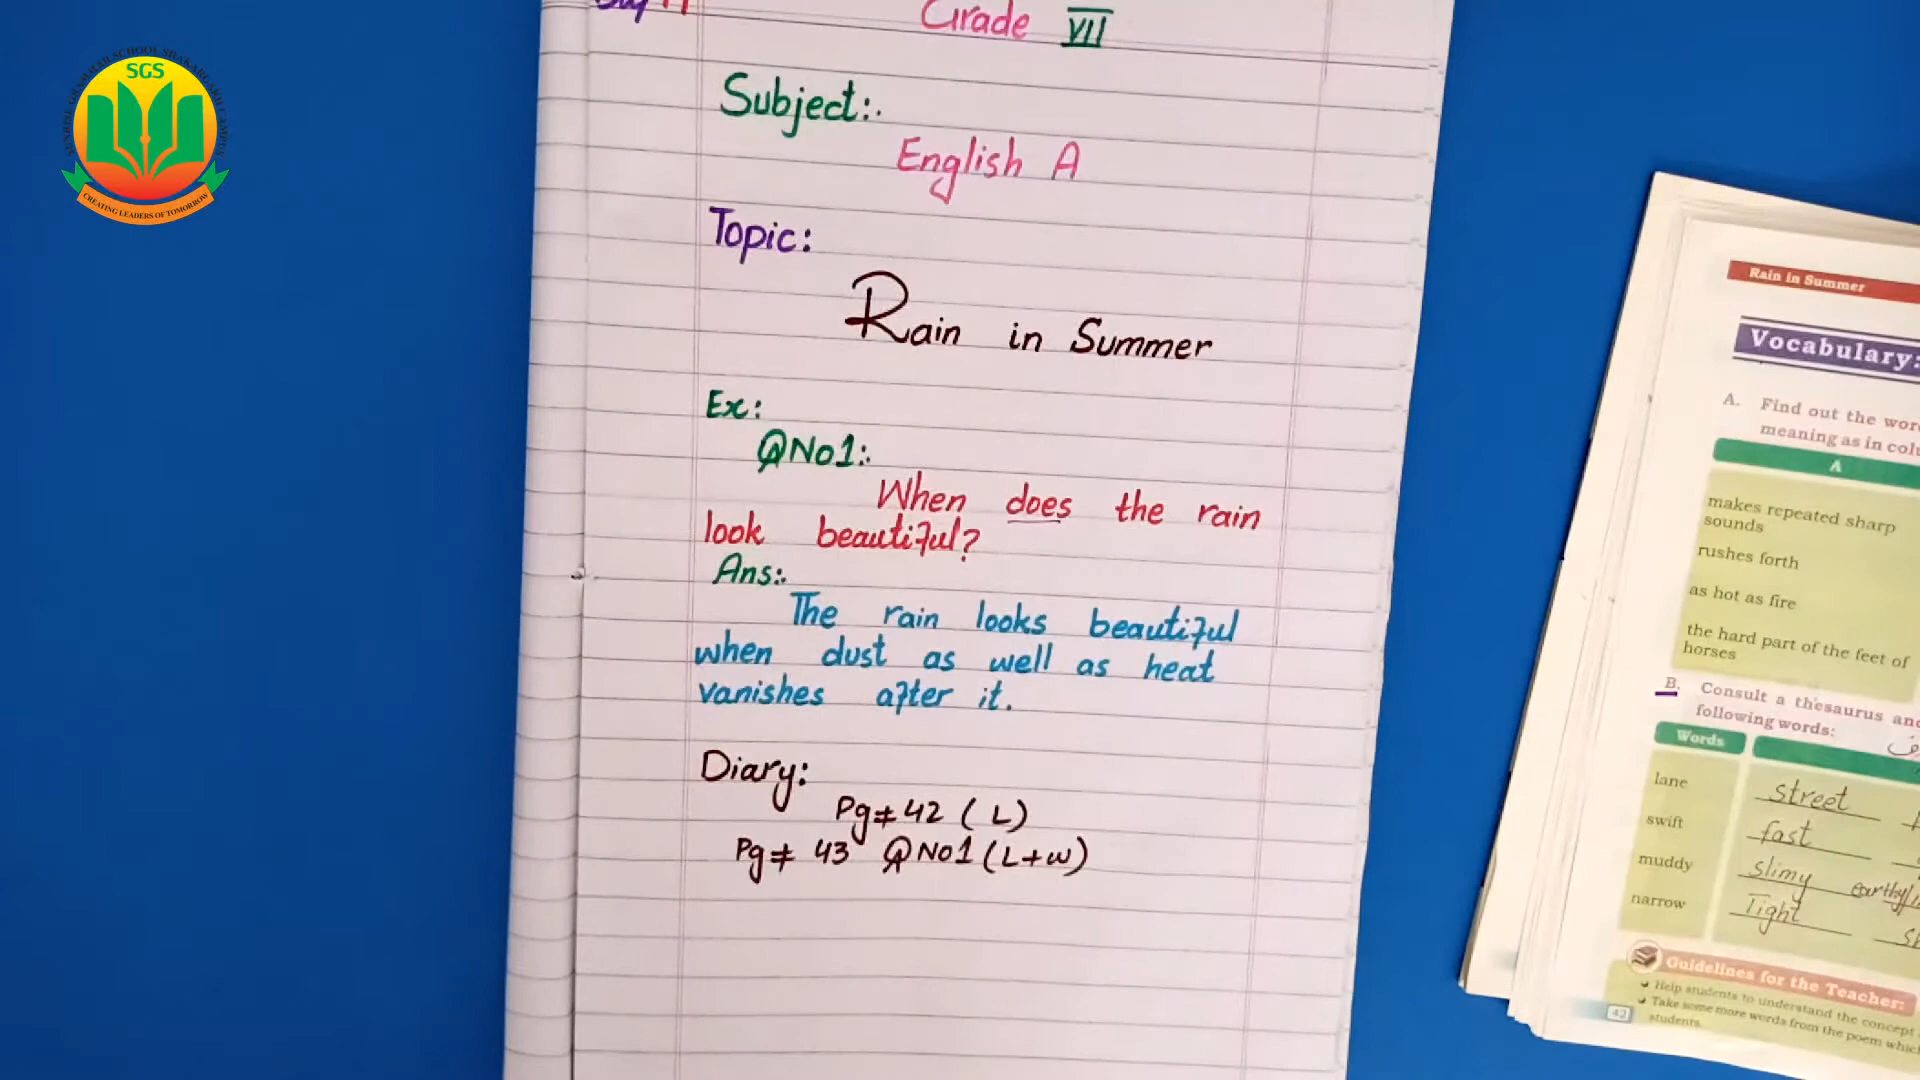 Grade VII
Subject:.
English A
Topic:
Rain in Summer
Ex:
QNo1:.
When does the rain
look beautiful?
Ans:.
The rain looks beautiful
when dust as well as heat
vanishes after it.
Diary:
Pg# 42 (L)
Pg# 43 QNo1 (L+w)
SGS
CREATING LEADERS OF TOMORROW
Rain in Summer
Vocabulary:
A. Find out the
meaning as in
A
makes repeated sharp
sounds
rushes forth
as hot as fire
the hard part of the feet of
horses
B. Consult a thesaurus and
following words:
Words
lane street
swift fast
muddy slimy
narrow Tight
Guidelines for the Teacher:
Help students to understand the concept
Take some more words from the poem which
students.
42